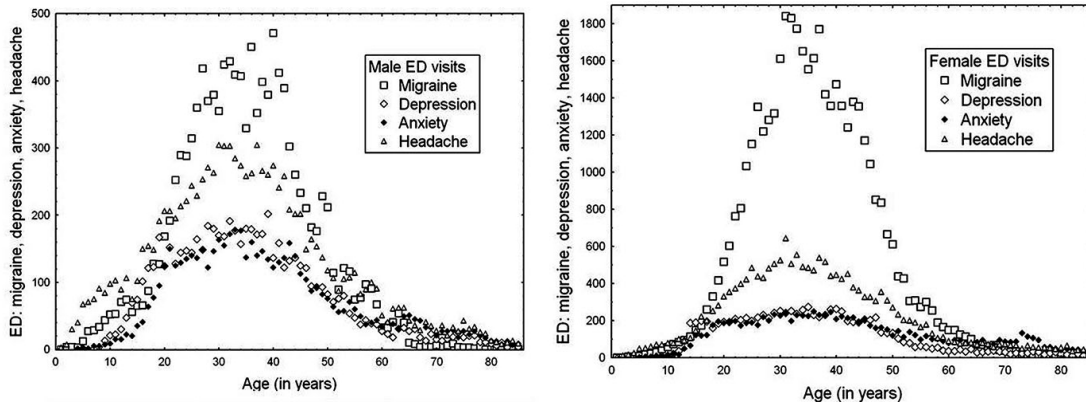 ED: migraine, depression, anxiety, headache
500
400
300
200
100
0
Male ED visits
Migraine
Depression
Anxiety
Headache
0 10 20 30 40 50 60 70 80
Age (in years)
ED: migraine, depression, anxiety, headache
1800
1600
1400
1200
1000
800
600
400
200
0
Female ED visits
Migraine
Depression
Anxiety
Headache
0 10 20 30 40 50 60 70 80
Age (in years)